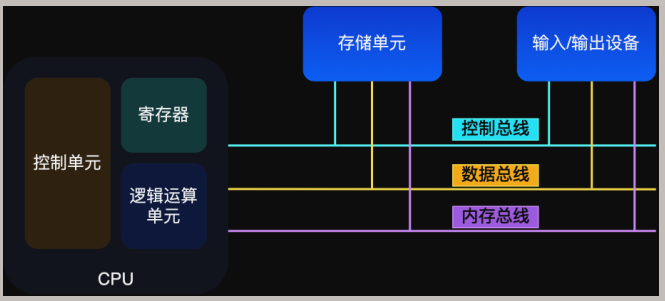 存储单元
输入/输出设备
控制单元
寄存器
逻辑运算
单元
CPU
控制总线
数据总线
内存总线